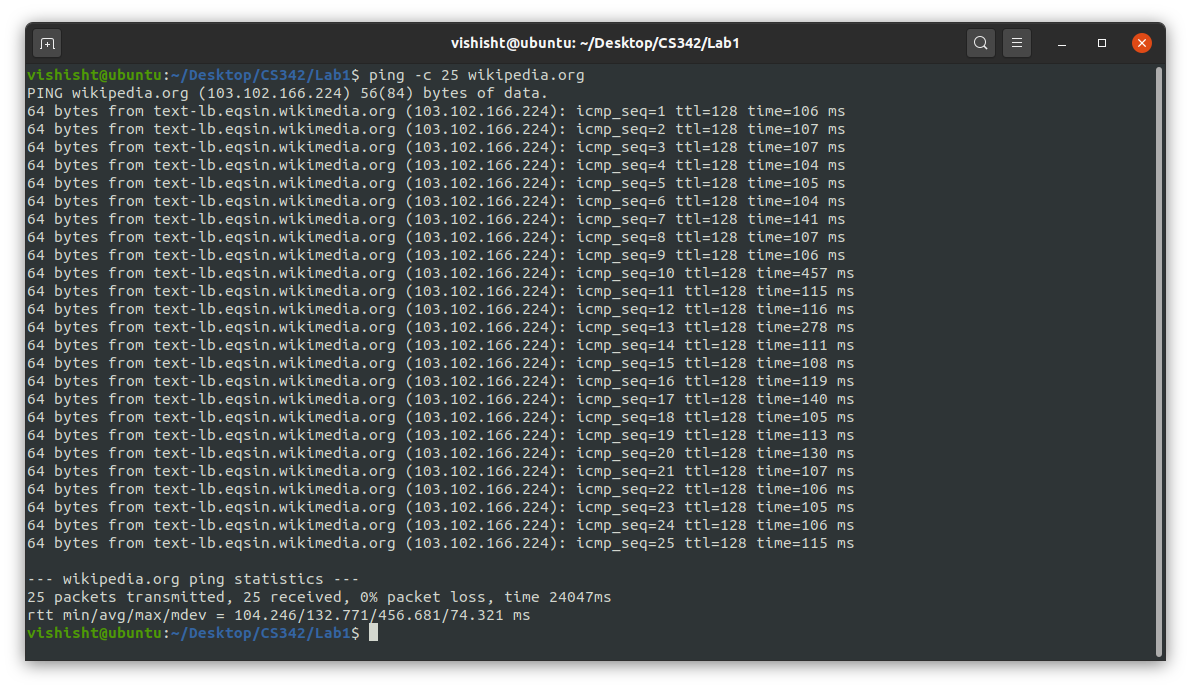 vishisht@ubuntu: ~/Desktop/CS342/Lab1
vishisht@ubuntu:~/Desktop/CS342/Lab1$ ping -c 25 wikipedia.org
PING wikipedia.org (103.102.166.224) 56(84) bytes of data.
64 bytes from text-lb.eqsin.wikimedia.org (103.102.166.224): icmp_seq=1 ttl=128 time=106 ms
64 bytes from text-lb.eqsin.wikimedia.org (103.102.166.224): icmp_seq=2 ttl=128 time=107 ms
64 bytes from text-lb.eqsin.wikimedia.org (103.102.166.224): icmp_seq=3 ttl=128 time=107 ms
64 bytes from text-lb.eqsin.wikimedia.org (103.102.166.224): icmp_seq=4 ttl=128 time=104 ms
64 bytes from text-lb.eqsin.wikimedia.org (103.102.166.224): icmp_seq=5 ttl=128 time=105 ms
64 bytes from text-lb.eqsin.wikimedia.org (103.102.166.224): icmp_seq=6 ttl=128 time=104 ms
64 bytes from text-lb.eqsin.wikimedia.org (103.102.166.224): icmp_seq=7 ttl=128 time=141 ms
64 bytes from text-lb.eqsin.wikimedia.org (103.102.166.224): icmp_seq=8 ttl=128 time=107 ms
64 bytes from text-lb.eqsin.wikimedia.org (103.102.166.224): icmp_seq=9 ttl=128 time=106 ms
64 bytes from text-lb.eqsin.wikimedia.org (103.102.166.224): icmp_seq=10 ttl=128 time=457 ms
64 bytes from text-lb.eqsin.wikimedia.org (103.102.166.224): icmp_seq=11 ttl=128 time=115 ms
64 bytes from text-lb.eqsin.wikimedia.org (103.102.166.224): icmp_seq=12 ttl=128 time=116 ms
64 bytes from text-lb.eqsin.wikimedia.org (103.102.166.224): icmp_seq=13 ttl=128 time=278 ms
64 bytes from text-lb.eqsin.wikimedia.org (103.102.166.224): icmp_seq=14 ttl=128 time=111 ms
64 bytes from text-lb.eqsin.wikimedia.org (103.102.166.224): icmp_seq=15 ttl=128 time=108 ms
64 bytes from text-lb.eqsin.wikimedia.org (103.102.166.224): icmp_seq=16 ttl=128 time=119 ms
64 bytes from text-lb.eqsin.wikimedia.org (103.102.166.224): icmp_seq=17 ttl=128 time=140 ms
64 bytes from text-lb.eqsin.wikimedia.org (103.102.166.224): icmp_seq=18 ttl=128 time=105 ms
64 bytes from text-lb.eqsin.wikimedia.org (103.102.166.224): icmp_seq=19 ttl=128 time=113 ms
64 bytes from text-lb.eqsin.wikimedia.org (103.102.166.224): icmp_seq=20 ttl=128 time=130 ms
64 bytes from text-lb.eqsin.wikimedia.org (103.102.166.224): icmp_seq=21 ttl=128 time=107 ms
64 bytes from text-lb.eqsin.wikimedia.org (103.102.166.224): icmp_seq=22 ttl=128 time=106 ms
64 bytes from text-lb.eqsin.wikimedia.org (103.102.166.224): icmp_seq=23 ttl=128 time=105 ms
64 bytes from text-lb.eqsin.wikimedia.org (103.102.166.224): icmp_seq=24 ttl=128 time=106 ms
64 bytes from text-lb.eqsin.wikimedia.org (103.102.166.224): icmp_seq=25 ttl=128 time=115 ms
--- wikipedia.org ping statistics ---
25 packets transmitted, 25 received, 0% packet loss, time 24047ms
rtt min/avg/max/mdev = 104.246/132.771/456.681/74.321 ms
vishisht@ubuntu:~/Desktop/CS342/Lab1$